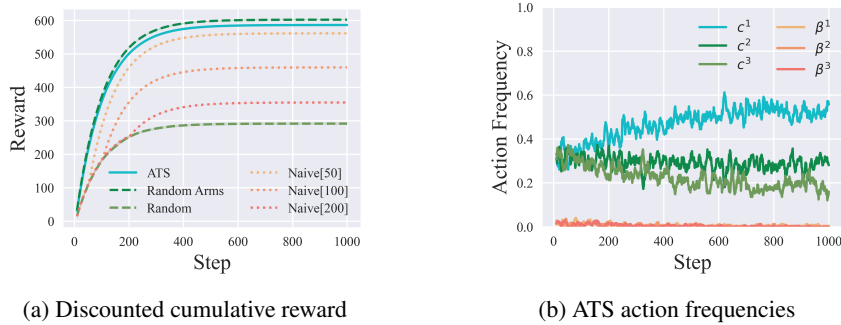 600
500
400
300
200
100
0
Reward
ATS
Random Arms
Random
Naive[50]
Naive[100]
Naive[200]
0 200 400 600 800 1000
Step
(a) Discounted cumulative reward
1.0
0.8
0.6
0.4
0.2
0.0
Action Frequency
c¹
c²
c³
β¹
β²
β³
0 200 400 600 800 1000
Step
(b) ATS action frequencies